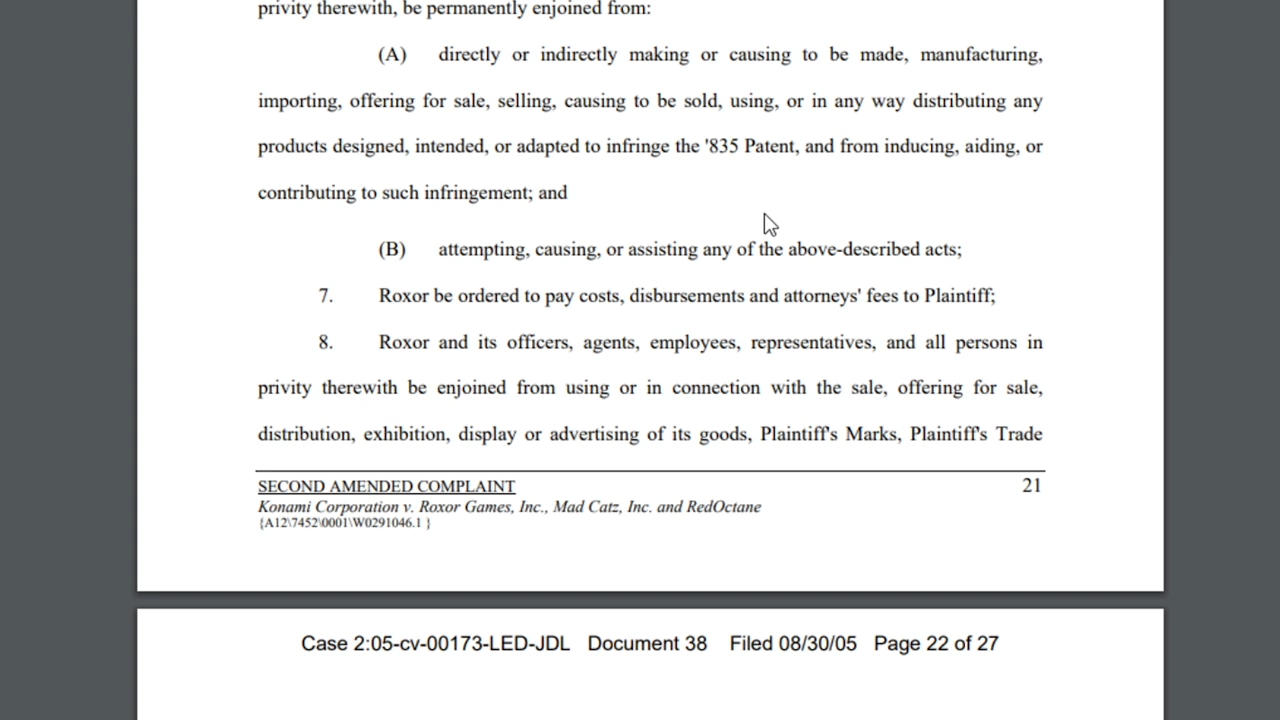 privity therewith, be permanently enjoined from:
(A) directly or indirectly making or causing to be made, manufacturing,
importing, offering for sale, selling, causing to be sold, using, or in any way distributing any
products designed, intended, or adapted to infringe the '835 Patent, and from inducing, aiding, or
contributing to such infringement; and
(B) attempting, causing, or assisting any of the above-described acts;
7. Roxor be ordered to pay costs, disbursements and attorneys' fees to Plaintiff;
8. Roxor and its officers, agents, employees, representatives, and all persons in
privity therewith be enjoined from using or in connection with the sale, offering for sale,
distribution, exhibition, display or advertising of its goods, Plaintiff's Marks, Plaintiff's Trade
SECOND AMENDED COMPLAINT 21
Konami Corporation v. Roxor Games, Inc., Mad Catz, Inc. and RedOctane
{A12\7452\0001\W0291046.1 }
Case 2:05-cv-00173-LED-JDL Document 38 Filed 08/30/05 Page 22 of 27